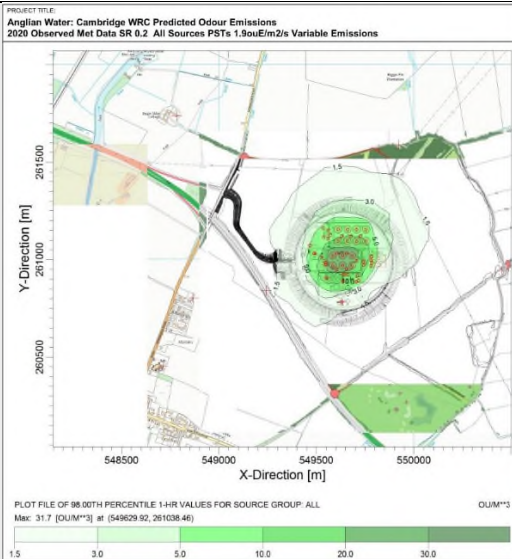 PROJECT TITLE:
Anglian Water: Cambridge WRC Predicted Odour Emissions
2020 Observed Met Data SR 0.2 All Sources PSTs 1.9ouE/m2/s Variable Emissions
Y-Direction [m]
261500
261000
260500
1.5
3.0
1.5
3.0
548500
549000
549500
550000
X-Direction [m]
PLOT FILE OF 98.00TH PERCENTILE 1-HR VALUES FOR SOURCE GROUP: ALL
OU/M**3
Max: 31.7 [OU/M**3] at (549629.92, 261038.46)
1.5
3.0
5.0
10.0
20.0
30.0